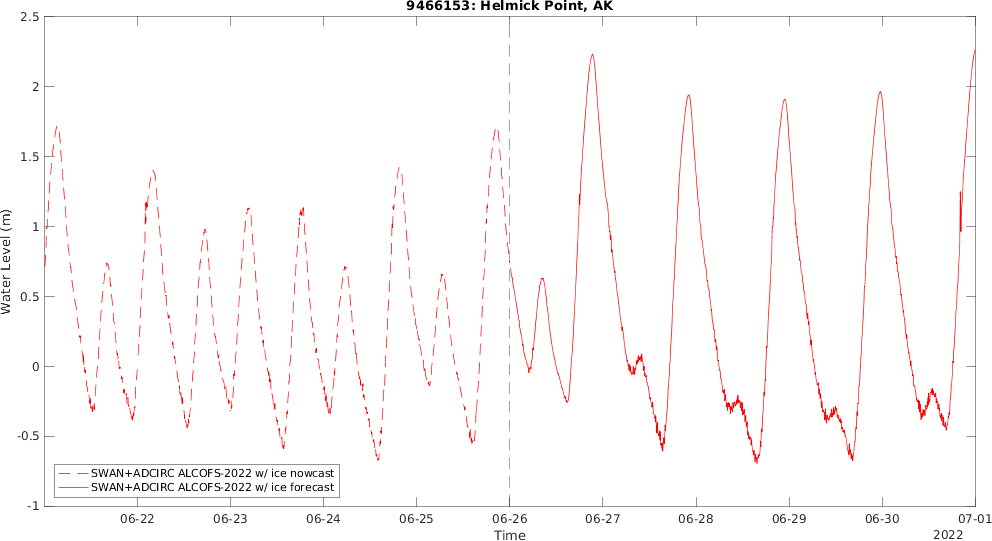 9466153: Helmick Point, AK
2.5
2
1.5
1
0.5
0
-0.5
-1
Water Level (m)
SWAN+ADCIRC ALCOFS-2022 w/ ice nowcast
SWAN+ADCIRC ALCOFS-2022 w/ ice forecast
06-22 06-23 06-24 06-25 06-26 06-27 06-28 06-29 06-30 07-01
Time
2022